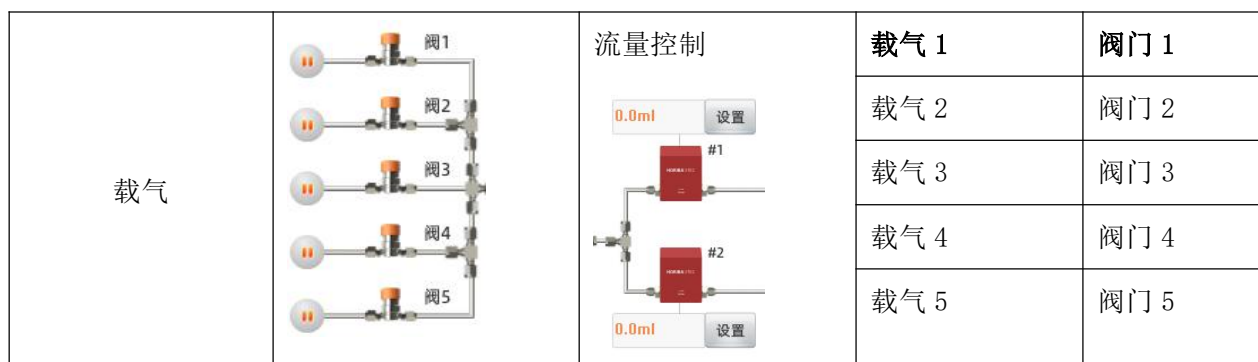 载气
阀1
阀2
阀3
阀4
阀5
流量控制
0.0ml 设置
#1
#2
0.0ml 设置
载气 1 阀门 1
载气 2 阀门 2
载气 3 阀门 3
载气 4 阀门 4
载气 5 阀门 5